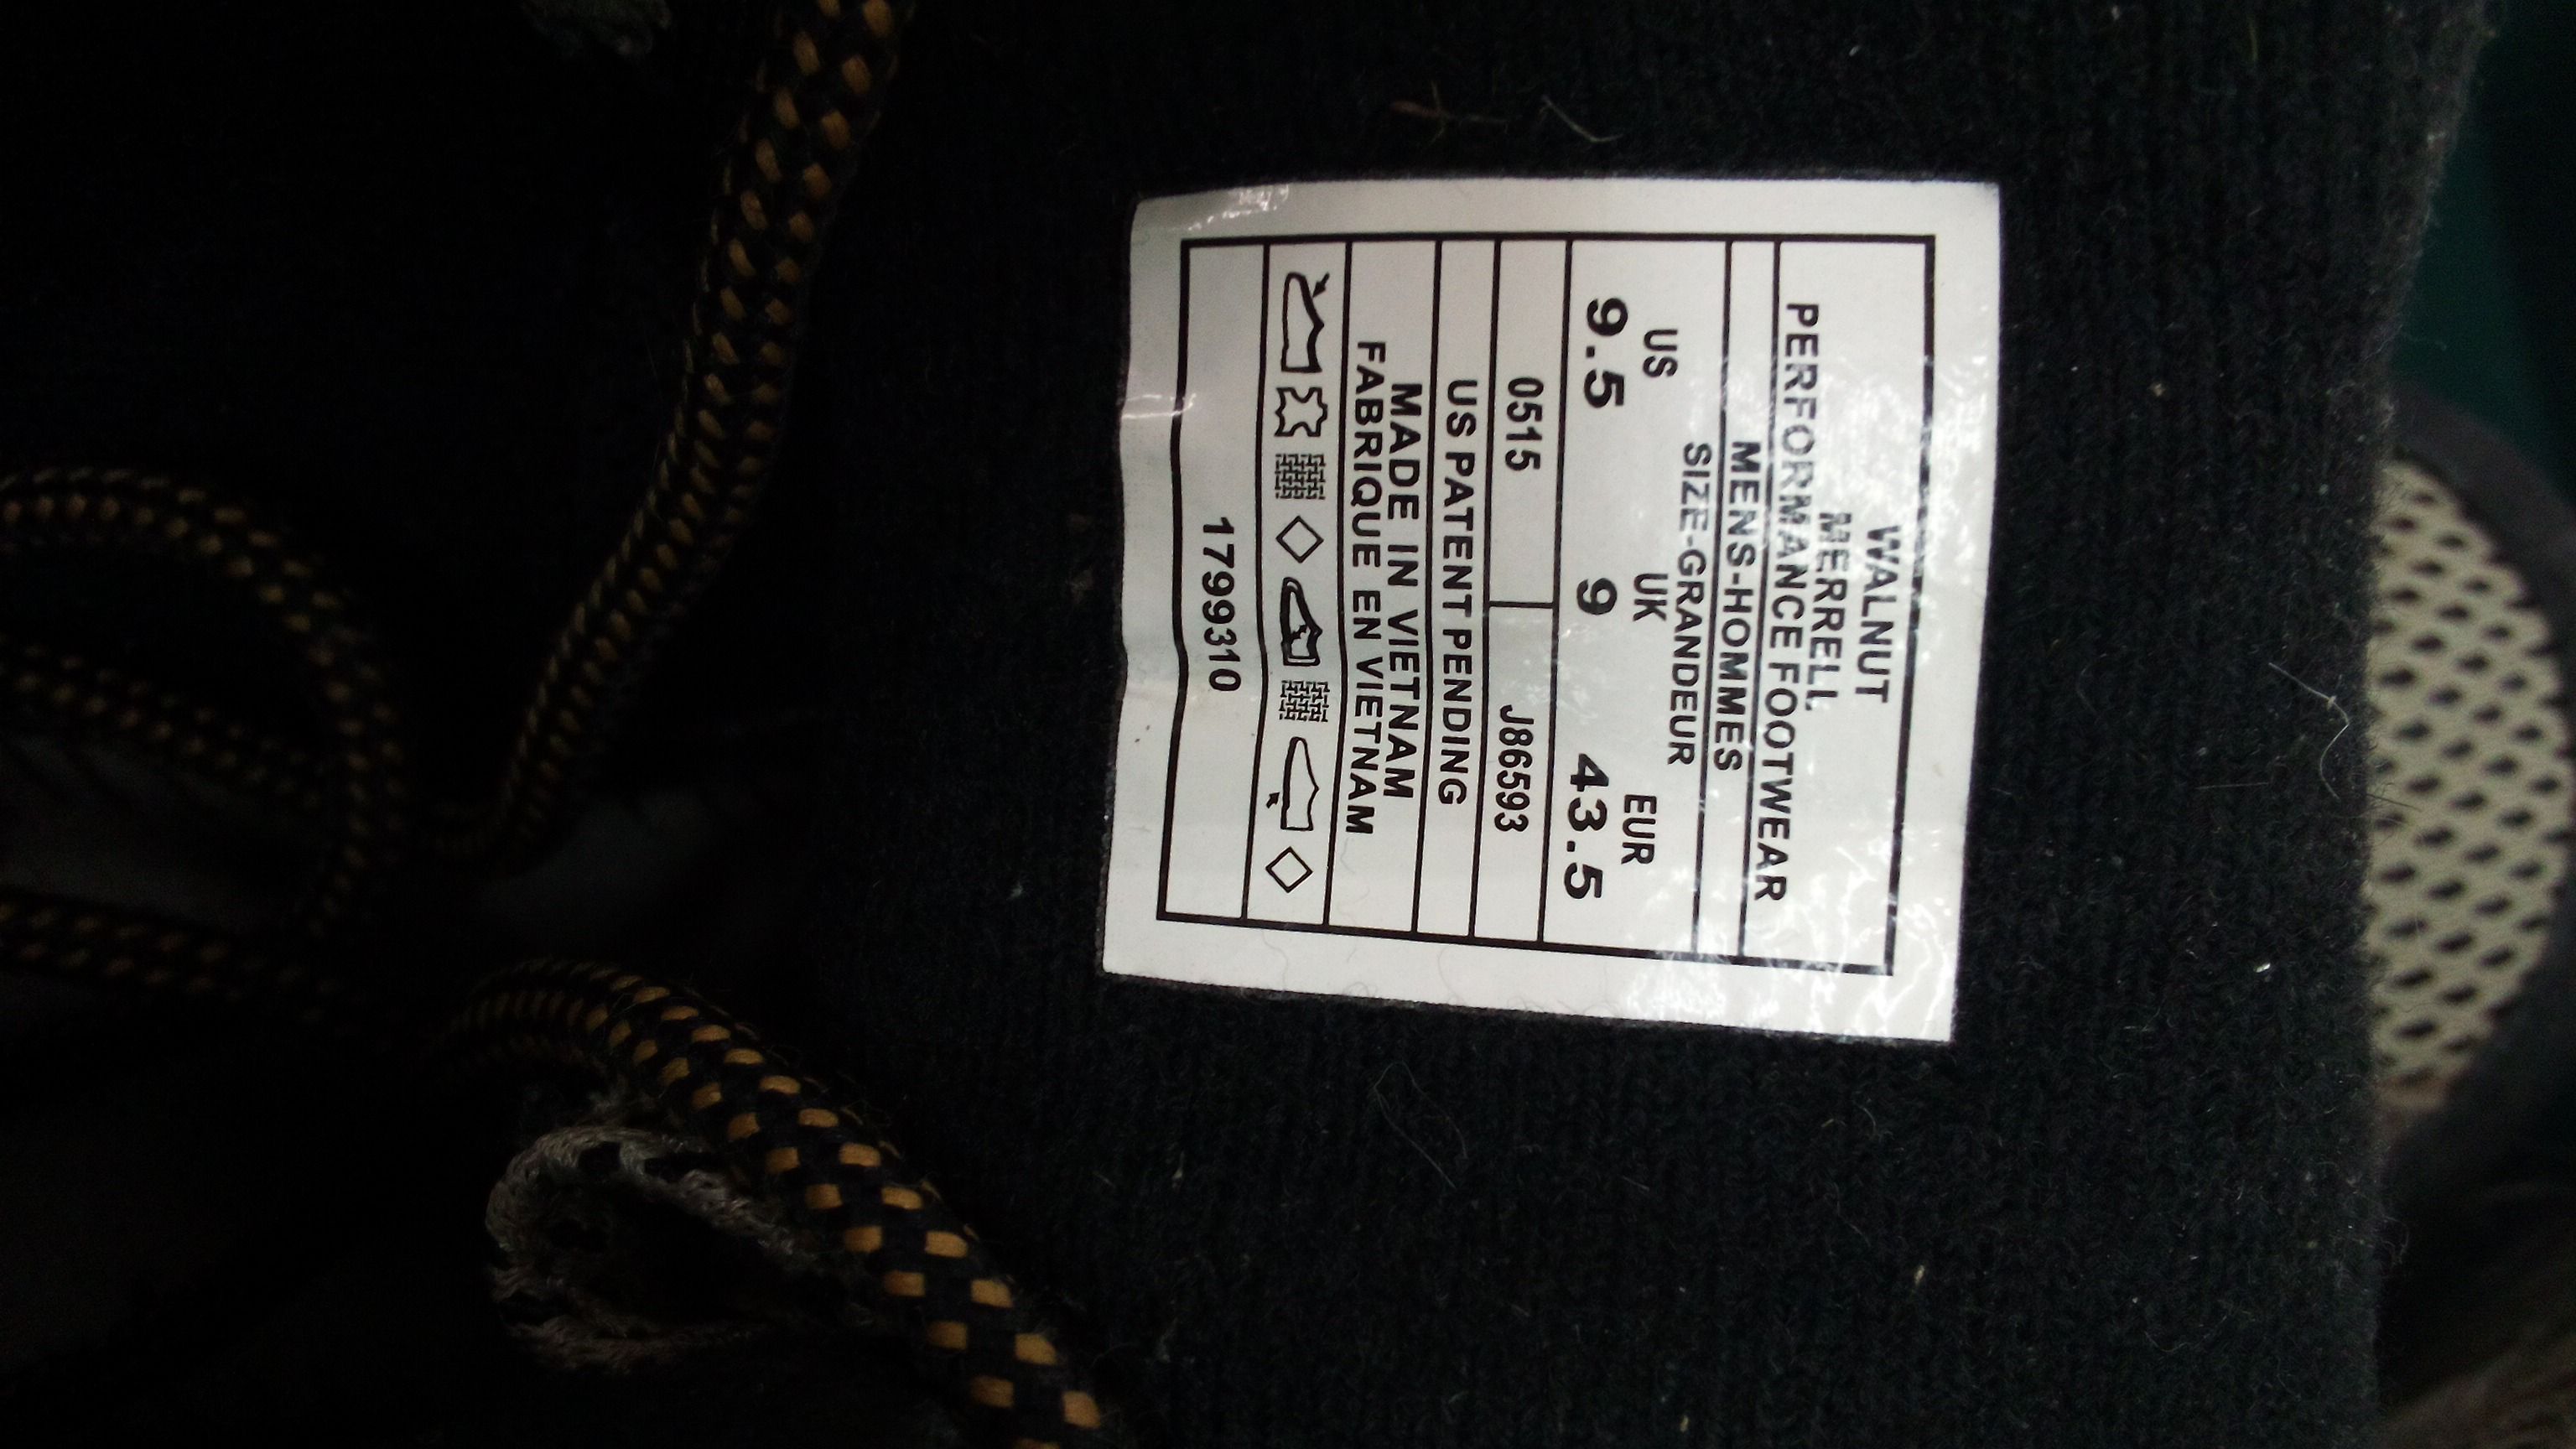 WALNUT
MERRELL
PERFORMANCE FOOTWEAR
MENS-HOMMES
SIZE-GRANDEUR
US UK EUR
9.5 9 43.5
0515 J86593
US PATENT PENDING
MADE IN VIETNAM
FABRIQUE EN VIETNAM
1799310